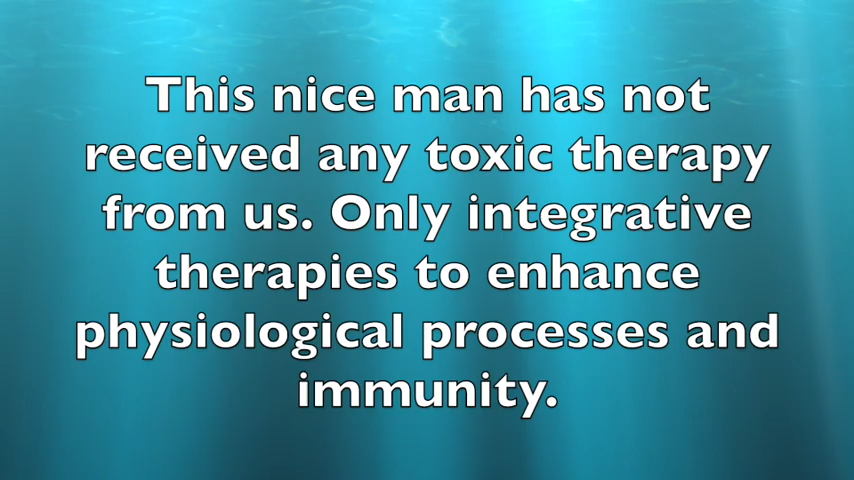 This nice man has not
received any toxic therapy
from us. Only integrative
therapies to enhance
physiological processes and
immunity.